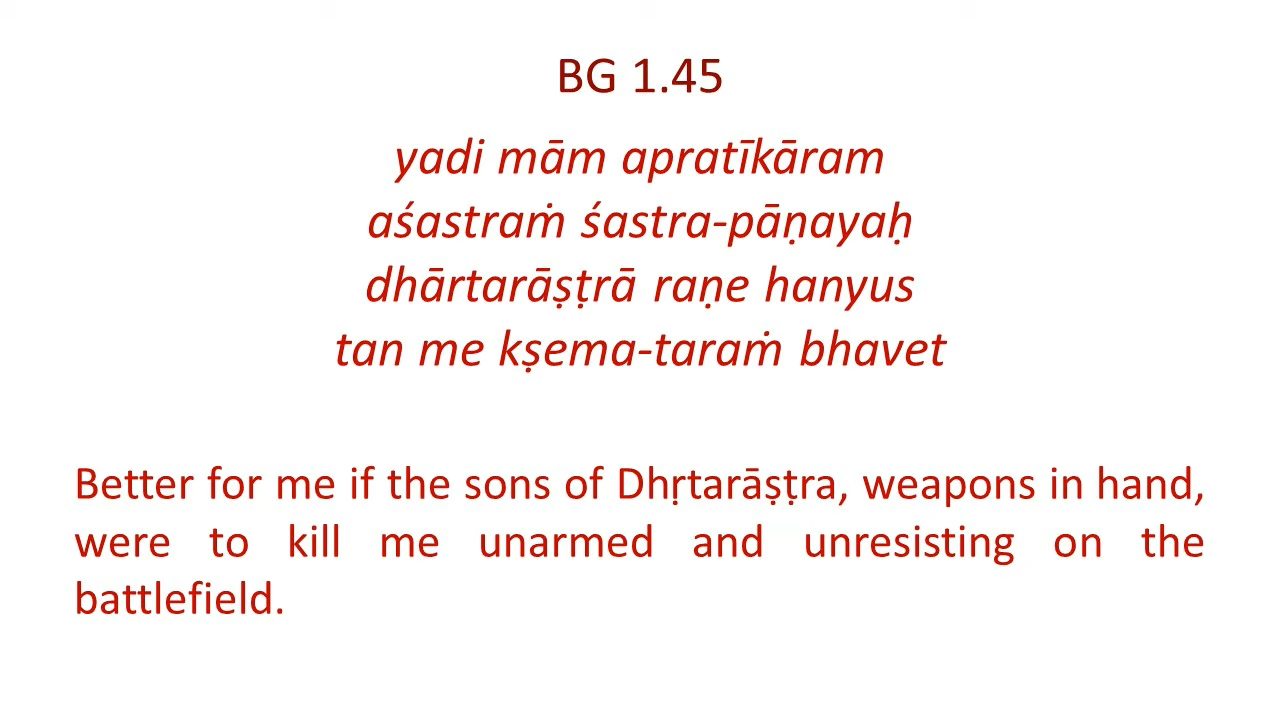 BG 1.45
yadi mām apratīkāram
aśastraṁ śastra-pāṇayaḥ
dhārtarāṣṭrā raṇe hanyus
tan me kṣema-taraṁ bhavet
Better for me if the sons of Dhṛtarāṣṭra, weapons in hand,
were to kill me unarmed and unresisting on the
battlefield.